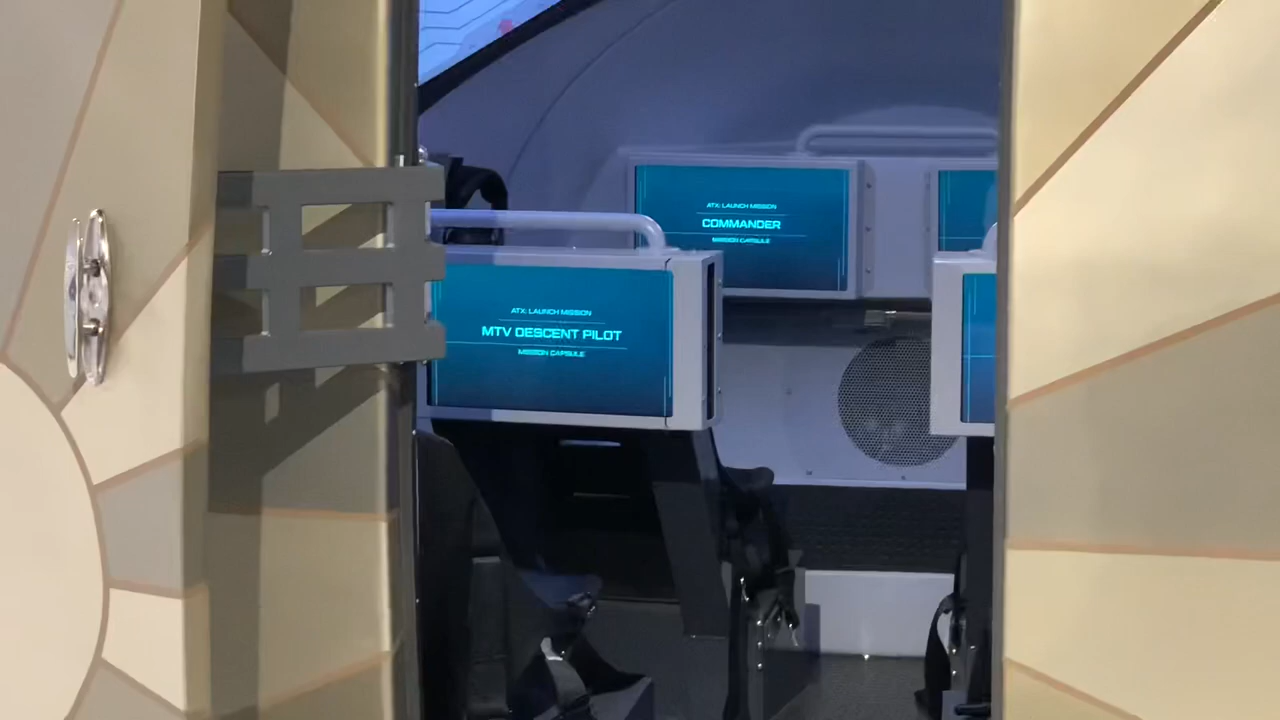 ATX: LAUNCH MISSION
COMMANDER
MISSION CAPSULE
ATX: LAUNCH MISSION
MTV DESCENT PILOT
MISSION CAPSULE